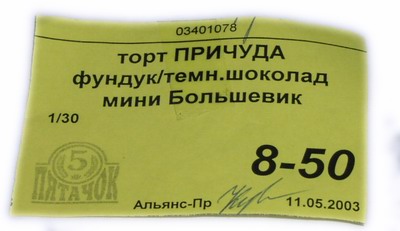 03401078
торт ПРИЧУДА
фундук/темн.шоколад
мини Большевик
1/30
8-50
5
ПЯТАЧОК
Альянс-Пр 11.05.2003